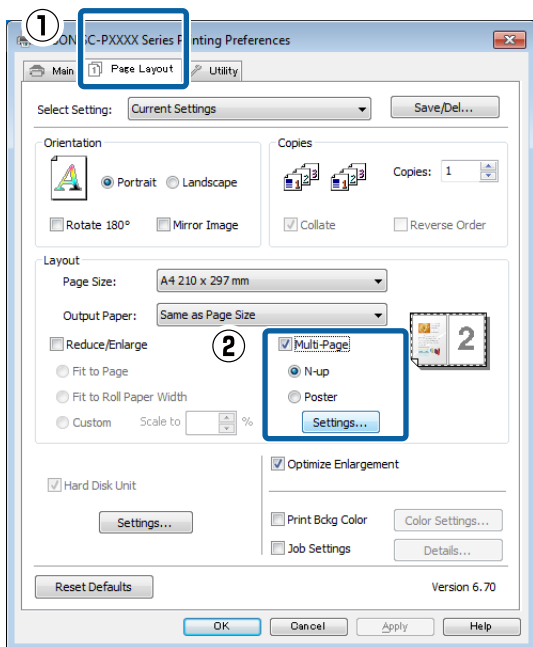 1
SC-PXXXX Series Printing Preferences
Main Page Layout Utility
Select Setting: Current Settings Save/Del...
Orientation
Portrait Landscape
Rotate 180° Mirror Image
Copies
Copies: 1
Collate Reverse Order
Layout
Page Size: A4 210 x 297 mm
Output Paper: Same as Page Size
Reduce/Enlarge
Fit to Page
Fit to Roll Paper Width
Custom Scale to %
2
Multi-Page
N-up
Poster
Settings...
2
Hard Disk Unit
Settings...
Optimize Enlargement
Print Bckg Color Color Settings...
Job Settings Details...
Reset Defaults Version 6.70
OK Cancel Apply Help